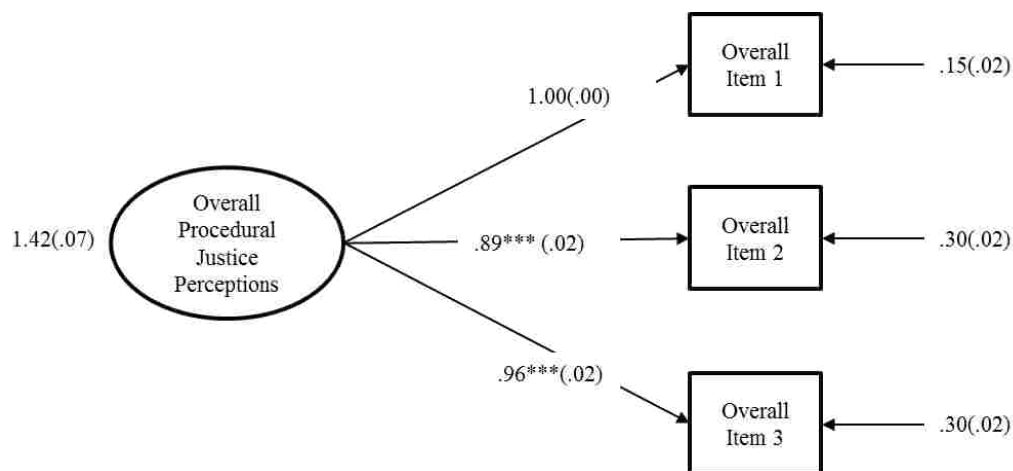 Overall
Item 1
.15(.02)
1.00(.00)
Overall
Procedural
Justice
Perceptions
1.42(.07)
.89*** (.02)
Overall
Item 2
.30(.02)
.96***(.02)
Overall
Item 3
.30(.02)